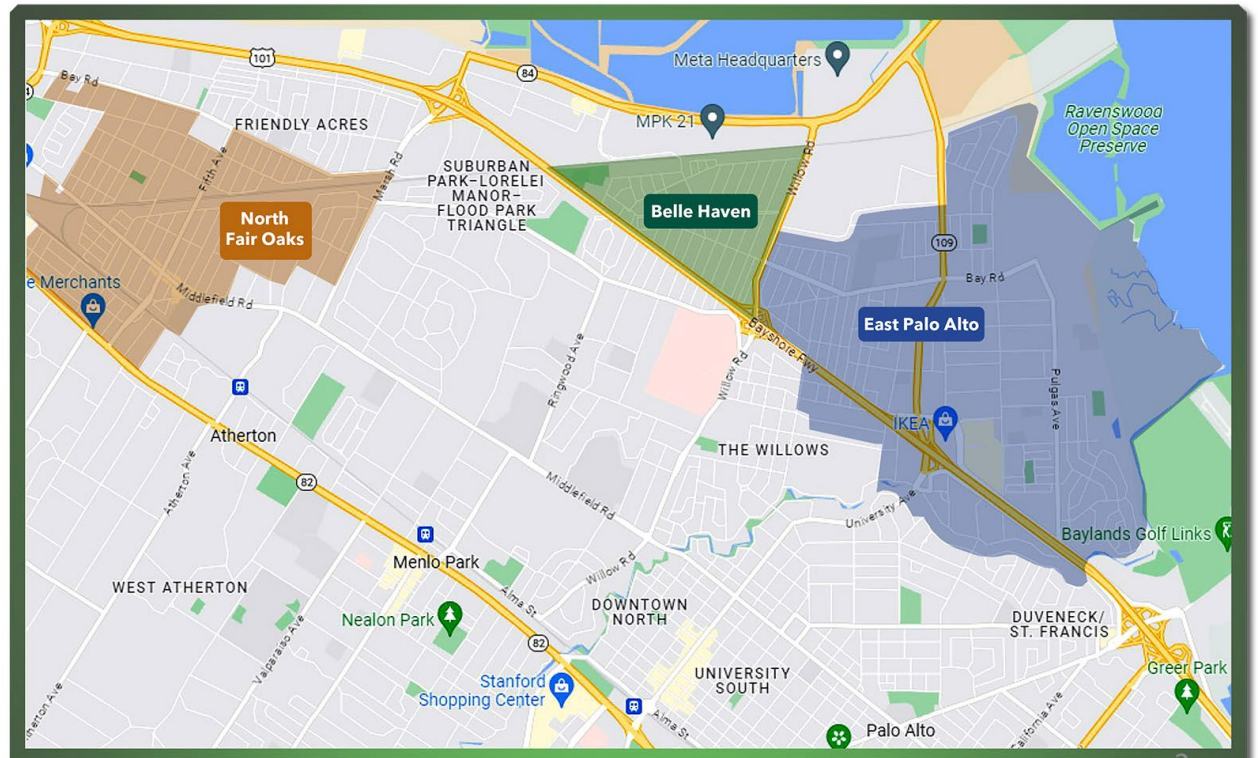 101
84
Meta Headquarters
Bay Rd
MPK 21
Ravenswood
Open Space
Preserve
FRIENDLY ACRES
Fifth Ave
Marsh Rd
SUBURBAN
PARK–LORELEI
MANOR–
FLOOD PARK
TRIANGLE
Willow Rd
North
Fair Oaks
Belle Haven
109
Bay Rd
e Merchants
Middlefield Rd
East Palo Alto
Bayshore Fwy
Willow Rd
Ringwood Ave
Pulgas Ave
IKEA
Atherton
THE WILLOWS
82
Atherton Ave
Middlefield Rd
University Ave
Baylands Golf Links
Menlo Park
Willow Rd
WEST ATHERTON
Alma St
DOWNTOWN
NORTH
Nealon Park
DUVENECK/
ST. FRANCIS
Valparaiso Ave
82
Greer Park
Stanford
Shopping Center
UNIVERSITY
SOUTH
therton Ave
Alma St
California Ave
Palo Alto